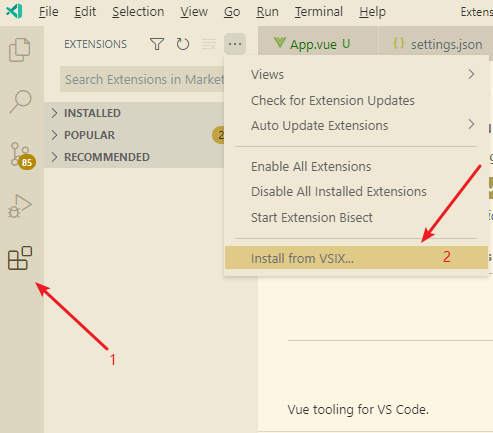 File Edit Selection View Go Run Terminal Help Exten
EXTENSIONS
App.vue U
settings.json
Search Extensions in Market
INSTALLED
POPULAR 2
RECOMMENDED
85
Views
Check for Extension Updates
Auto Update Extensions
Enable All Extensions
Disable All Installed Extensions
Start Extension Bisect
Install from VSIX... 2
1
Vue tooling for VS Code.